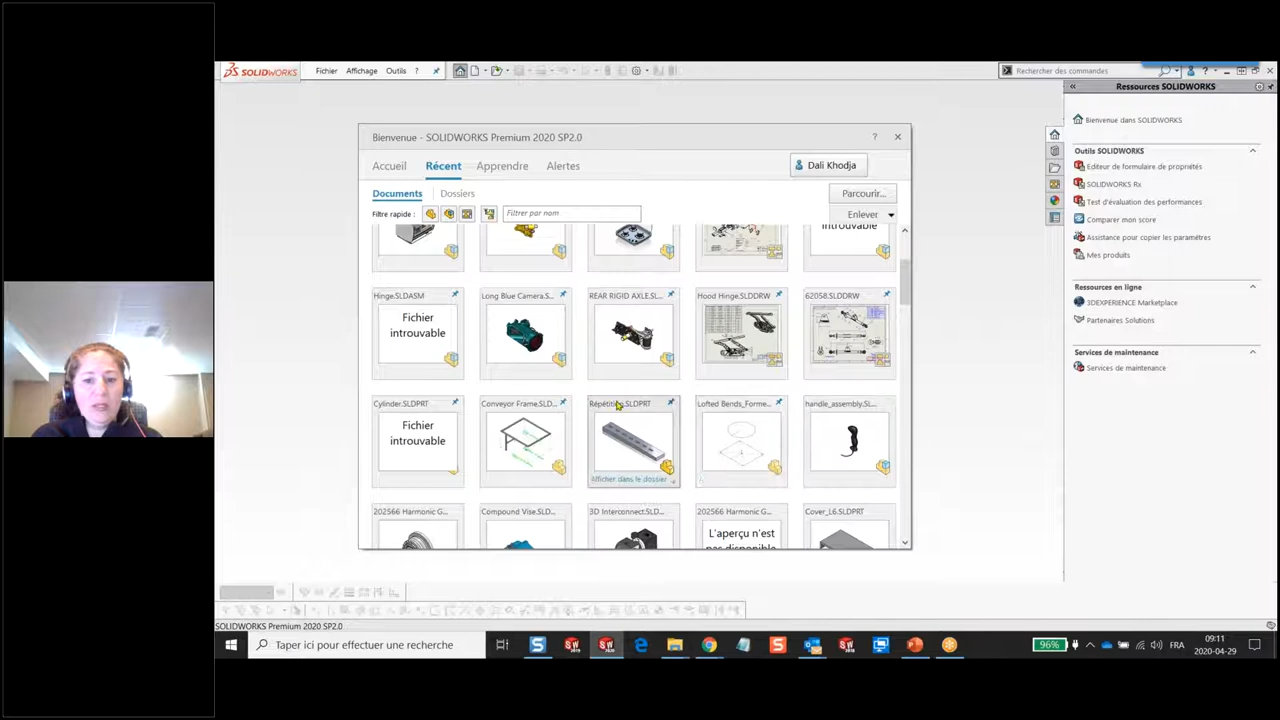 SOLIDWORKS
Fichier
Affichage
Outils
?
Rechercher des commandes
?
Ressources SOLIDWORKS
Bienvenue dans SOLIDWORKS
Outils SOLIDWORKS
Editeur de formulaire de propriétés
SOLIDWORKS Rx
Test d'évaluation des performances
Comparer mon score
Assistance pour copier les paramètres
Mes produits
Ressources en ligne
3DEXPERIENCE Marketplace
Partenaires Solutions
Services de maintenance
Services de maintenance
Bienvenue - SOLIDWORKS Premium 2020 SP2.0
?
Accueil
Récent
Apprendre
Alertes
Dali Khodja
Documents
Dossiers
Parcourir...
Filtre rapide :
Filtrer par nom
Enlever
introuvable
Hinge.SLDASM
Long Blue Camera.S...
REAR RIGID AXLE.SL...
Hood Hinge.SLDDRW
62058.SLDDRW
Fichier
introuvable
Cylinder.SLDPRT
Conveyor Frame.SLD...
Répétition.SLDPRT
Lofted Bends_Forme...
handle_assembly.SL...
Fichier
introuvable
Afficher dans le dossier
202566 Harmonic G...
Compound Vise.SLD...
3D Interconnect.SLD...
202566 Harmonic G...
Cover_L6.SLDPRT
L'aperçu n'est
pas disponible
SOLIDWORKS Premium 2020 SP2.0
Taper ici pour effectuer une recherche
96%
FRA
09:11
2020-04-29